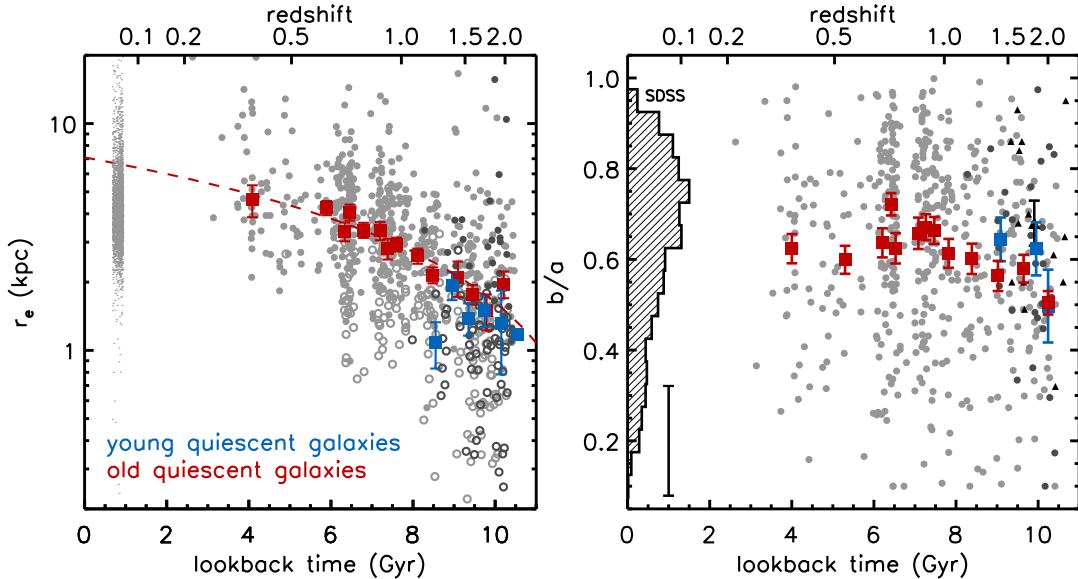 redshift
0.1 0.2 0.5 1.0 1.5 2.0
10
1
r_e (kpc)
young quiescent galaxies
old quiescent galaxies
0 2 4 6 8 10
lookback time (Gyr)
redshift
0.1 0.2 0.5 1.0 1.5 2.0
1.0
SDSS
0.8
0.6
0.4
0.2
b/a
0 2 4 6 8 10
lookback time (Gyr)